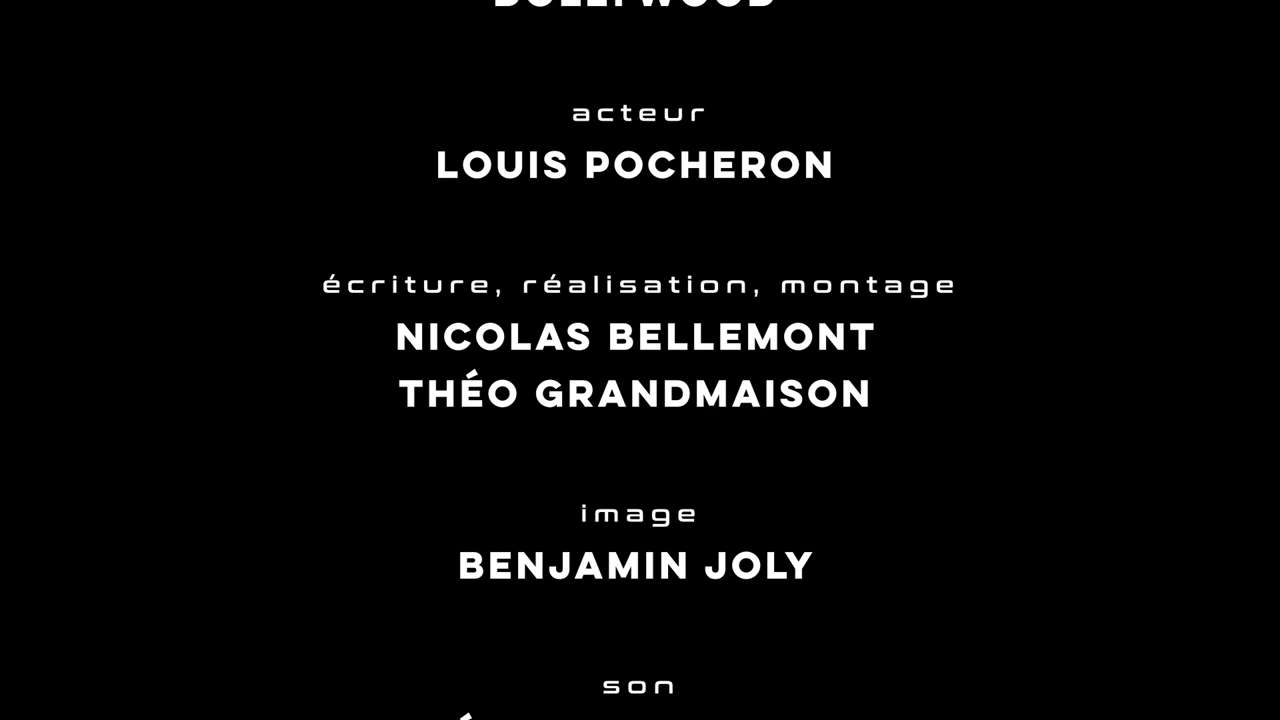 acteur
LOUIS POCHERON
écriture, réalisation, montage
NICOLAS BELLEMONT
THÉO GRANDMAISON
image
BENJAMIN JOLY
son